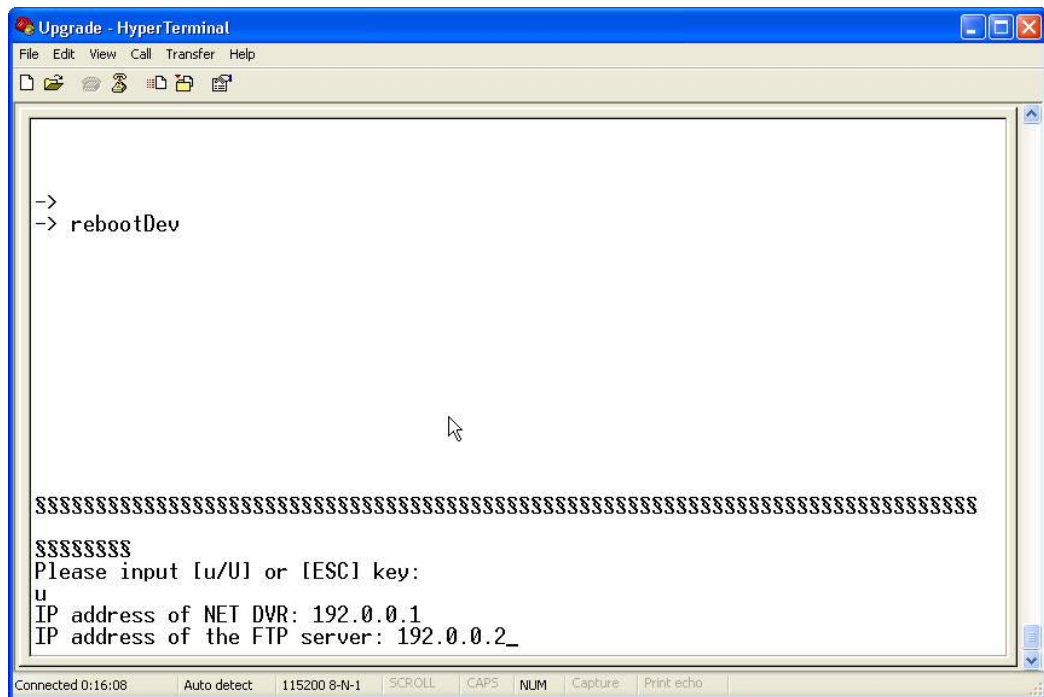 Upgrade - HyperTerminal
File Edit View Call Transfer Help
->
-> rebootDev
§§§§§§§§§§§§§§§§§§§§§§§§§§§§§§§§§§§§§§§§§§§§§§§§§§§§§§§§§§§§§§§§§§§§§§§§§§§§§§
§§§§§§§§
Please input [u/U] or [ESC] key:
u
IP address of NET DVR: 192.0.0.1
IP address of the FTP server: 192.0.0.2_
Connected 0:16:08 Auto detect 115200 8-N-1 SCROLL CAPS NUM Capture Print echo